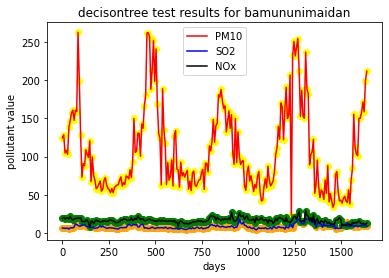 decisontree test results for bamununimaidan
PM10
SO2
NOx
pollutant value
250
200
150
100
50
0
0 250 500 750 1000 1250 1500
days